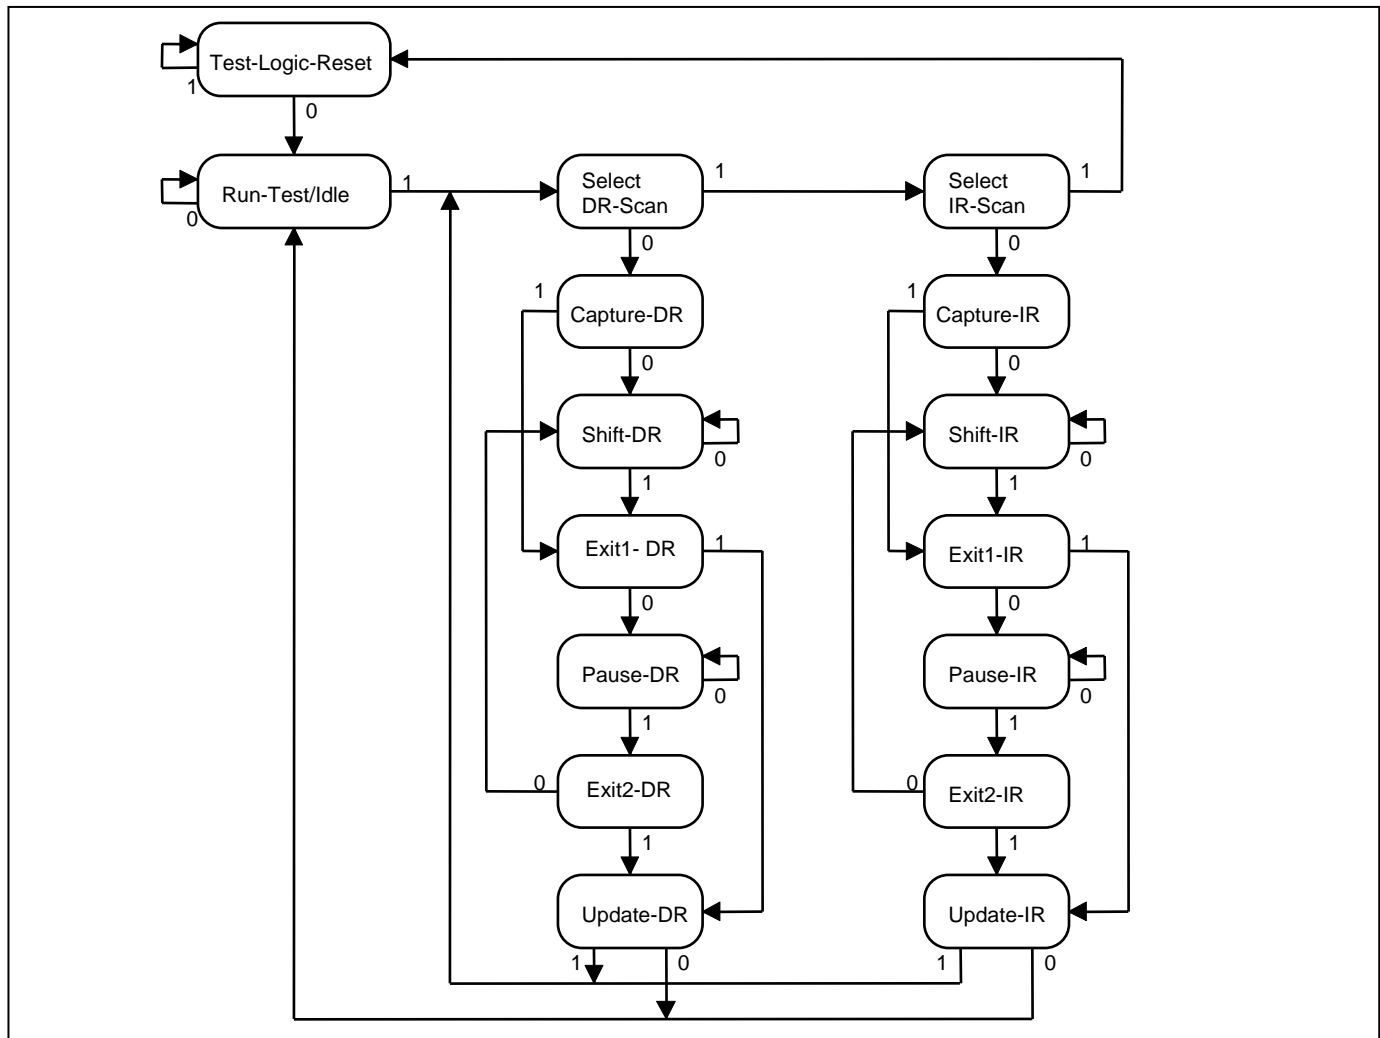 Test-Logic-Reset
1
0
Run-Test/Idle
0
1
Select
DR-Scan
1
0
Select
IR-Scan
1
0
Capture-DR
1
0
Capture-IR
1
0
Shift-DR
0
1
Shift-IR
0
1
Exit1- DR
1
0
Exit1-IR
1
0
Pause-DR
0
1
Pause-IR
0
1
Exit2-DR
0
1
Exit2-IR
0
1
Update-DR
1
0
Update-IR
1
0